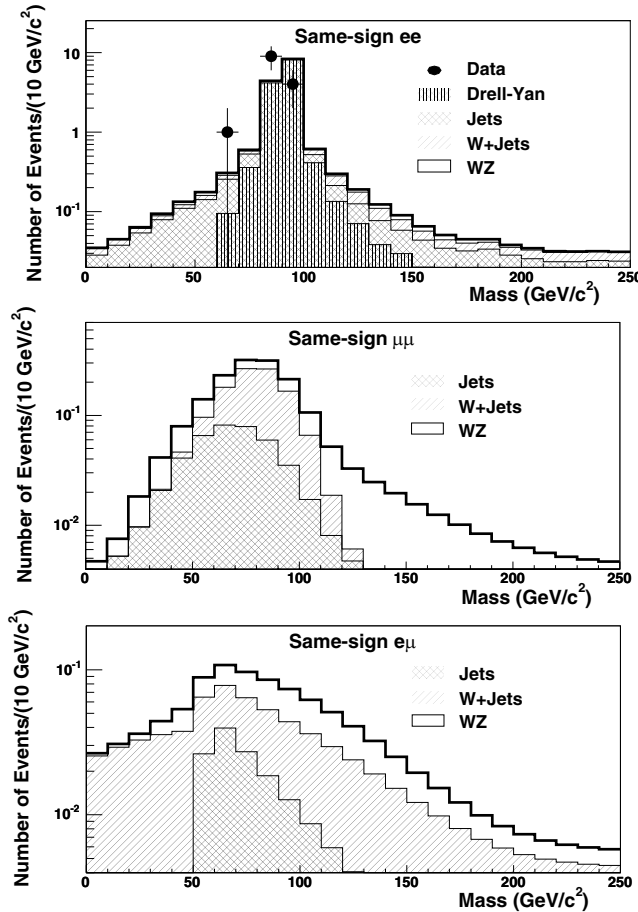 Same-sign ee
Number of Events/(10 GeV/c²)
10
1
10⁻¹
Data
Drell-Yan
Jets
W+Jets
WZ
0 50 100 150 200 250
Mass (GeV/c²)
Same-sign μμ
Number of Events/(10 GeV/c²)
10⁻¹
10⁻²
Jets
W+Jets
WZ
0 50 100 150 200 250
Mass (GeV/c²)
Same-sign eμ
Number of Events/(10 GeV/c²)
10⁻¹
10⁻²
Jets
W+Jets
WZ
0 50 100 150 200 250
Mass (GeV/c²)